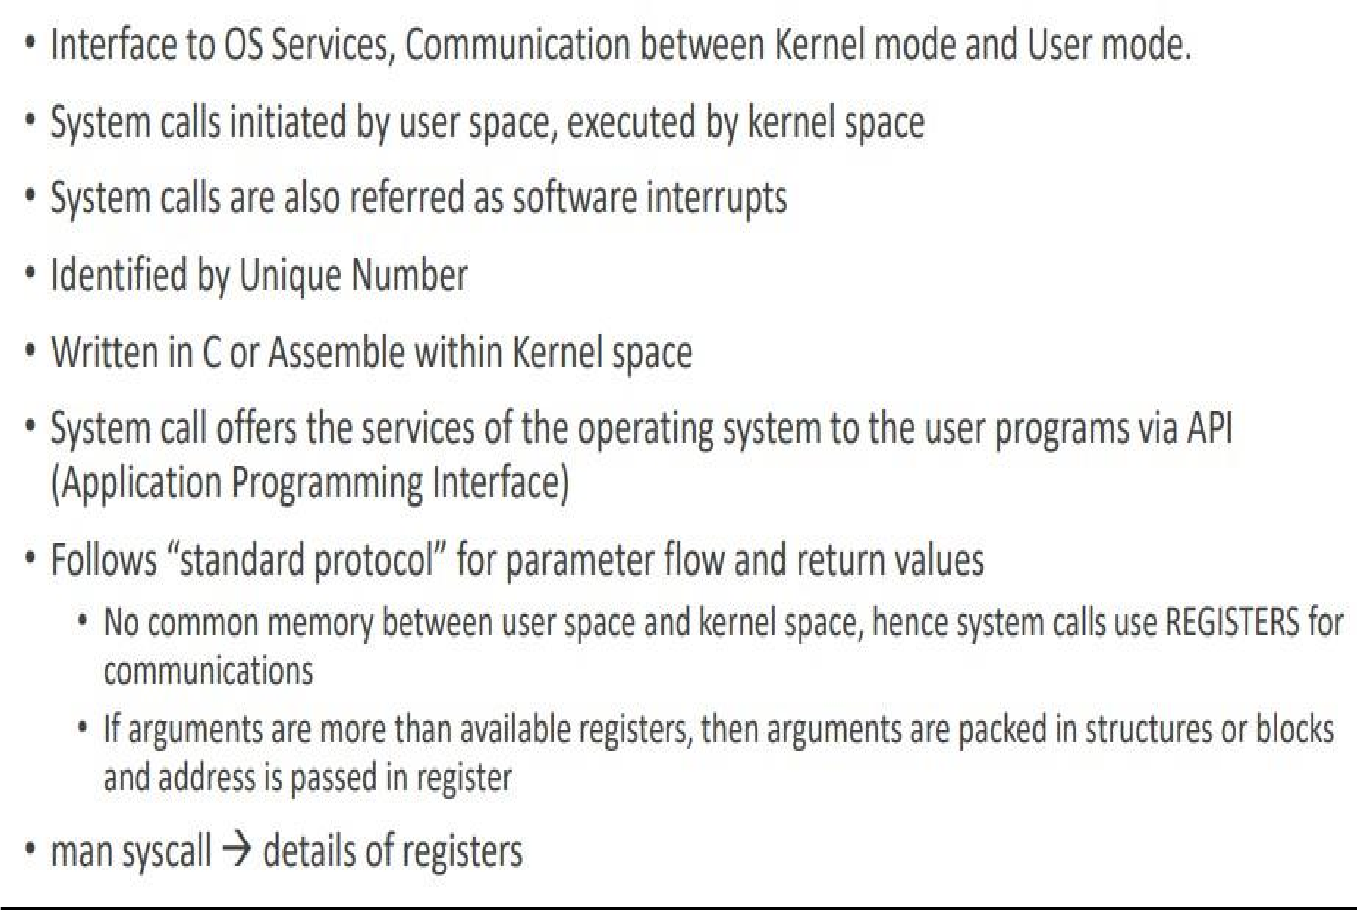 • Interface to OS Services, Communication between Kernel mode and User mode.
• System calls initiated by user space, executed by kernel space
• System calls are also referred as software interrupts
• Identified by Unique Number
• Written in C or Assemble within Kernel space
• System call offers the services of the operating system to the user programs via API
(Application Programming Interface)
• Follows “standard protocol” for parameter flow and return values
• No common memory between user space and kernel space, hence system calls use REGISTERS for
communications
• If arguments are more than available registers, then arguments are packed in structures or blocks
and address is passed in register
• man syscall → details of registers